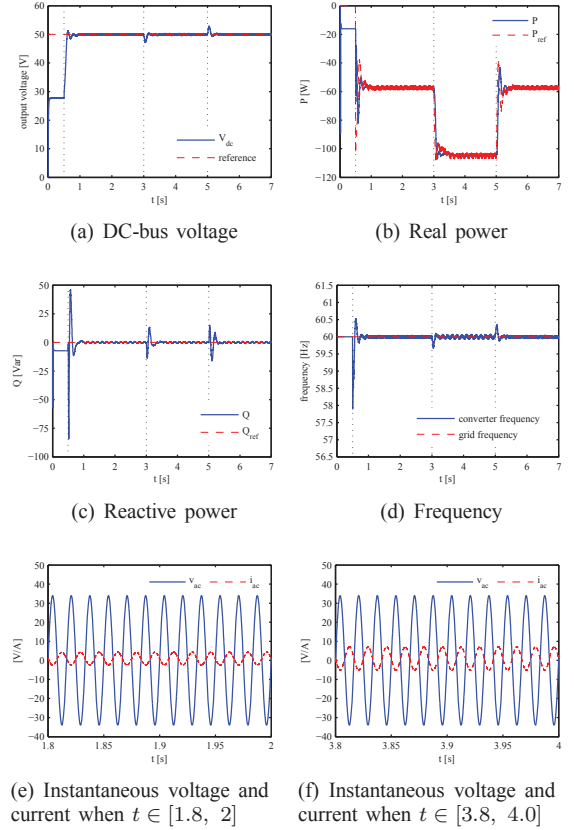 60
50
40
30
20
10
0
output voltage [V]
V_dc
reference
0 1 2 3 4 5 6 7
t [s]
(a) DC-bus voltage
0
−20
−40
−60
−80
−100
−120
P [W]
P
P_ref
0 1 2 3 4 5 6 7
t [s]
(b) Real power
50
25
0
−25
−50
−75
−100
Q [Var]
Q
Q_ref
0 1 2 3 4 5 6 7
t [s]
(c) Reactive power
61.5
61
60.5
60
59.5
59
58.5
58
57.5
57
56.5
frequency [Hz]
converter frequency
grid frequency
0 1 2 3 4 5 6 7
t [s]
(d) Frequency
50
40
30
20
10
0
−10
−20
−30
−40
[V/A]
v_ac i_ac
1.8 1.85 1.9 1.95 2
t [s]
(e) Instantaneous voltage and
current when t ∈ [1.8, 2]
50
40
30
20
10
0
−10
−20
−30
−40
[V/A]
v_ac i_ac
3.8 3.85 3.9 3.95 4
t [s]
(f) Instantaneous voltage and
current when t ∈ [3.8, 4.0]